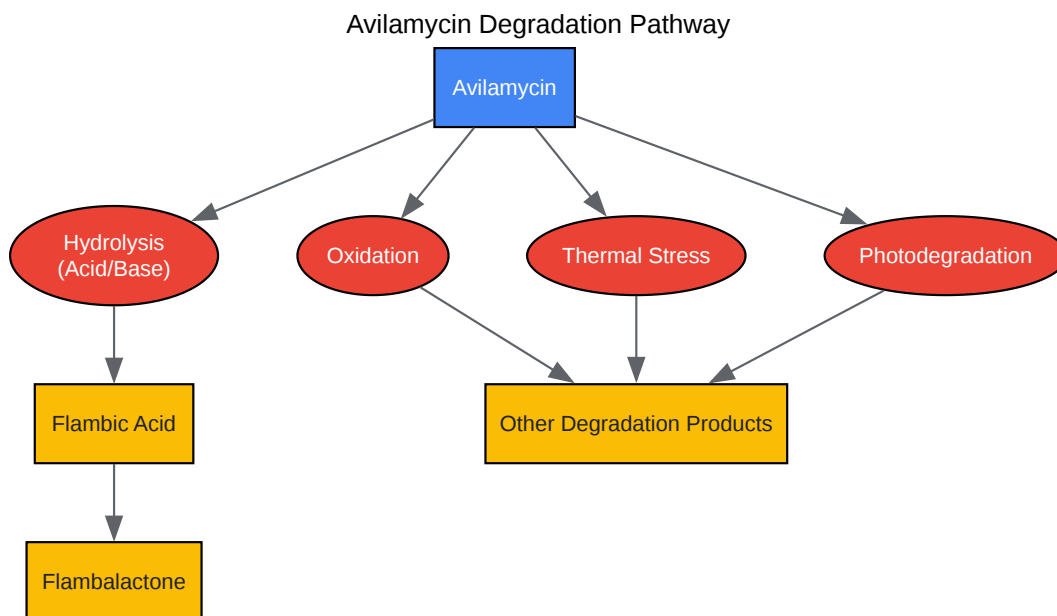 Avilamycin Degradation Pathway
Avilamycin
Hydrolysis
(Acid/Base)
Oxidation
Thermal Stress
Photodegradation
Flambic Acid
Other Degradation Products
Flambalactone